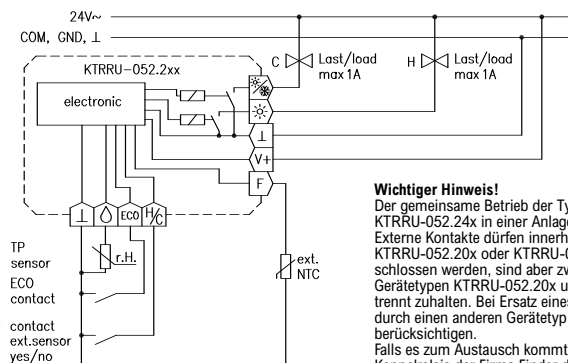 24V~
COM, GND, ⊥
KTRRU-052.2xx
electronic
C
Last/load
max 1A
H
Last/load
max 1A
⊥
V+
F
⊥
ECO
H/C
TP
sensor
r.H.
ECO
contact
contact
ext.sensor
yes/no
ext.
NTC
Wichtiger Hinweis!
Der gemeinsame Betrieb der Ty
KTRRU-052.24x in einer Anlage
Externe Kontakte dürfen innerh
KTRRU-052.20x oder KTRRU-0
schlossen werden, sind aber zw
Gerätetypen KTRRU-052.20x u
trennt zuhalten. Bei Ersatz eines
durch einen anderen Gerätetyp
berücksichtigen.
Falls es zum Austausch kommt